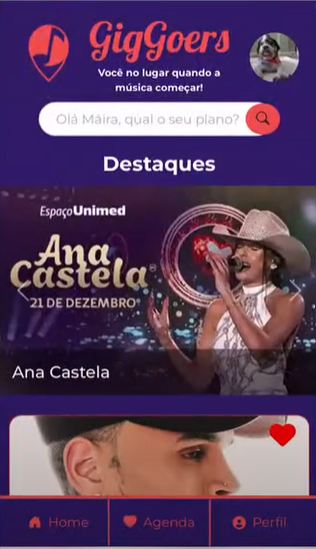 GigGoers
Você no lugar quando a
música começar!
Olá Máira, qual o seu plano?
Destaques
EspaçoUnimed
Ana
Castela
21 DE DEZEMBRO
Ana Castela
Home
Agenda
Perfil